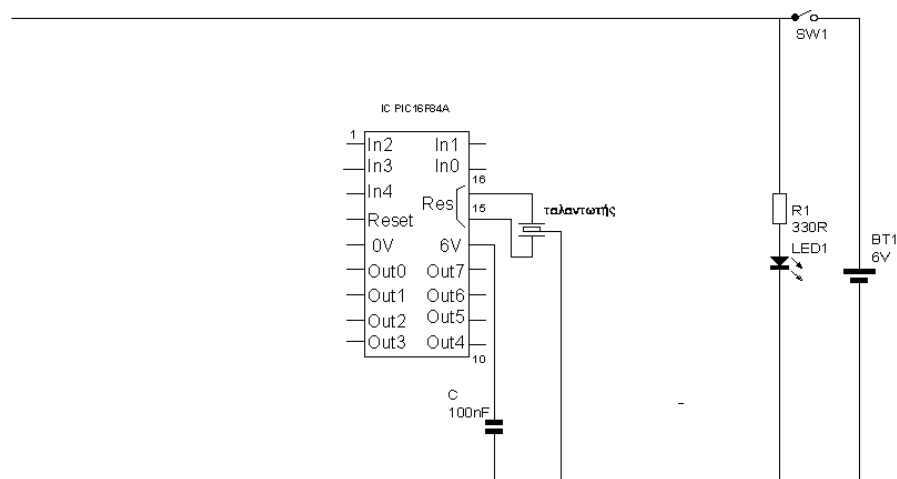 SW1
IC PIC16F84A
1
In2 In1
In3 In0
16
In4
Res
15
ταλαντωτής
Reset
0V 6V
Out0 Out7
Out1 Out6
Out2 Out5
Out3 Out4
10
R1
330R
LED1
BT1
6V
C
100nF